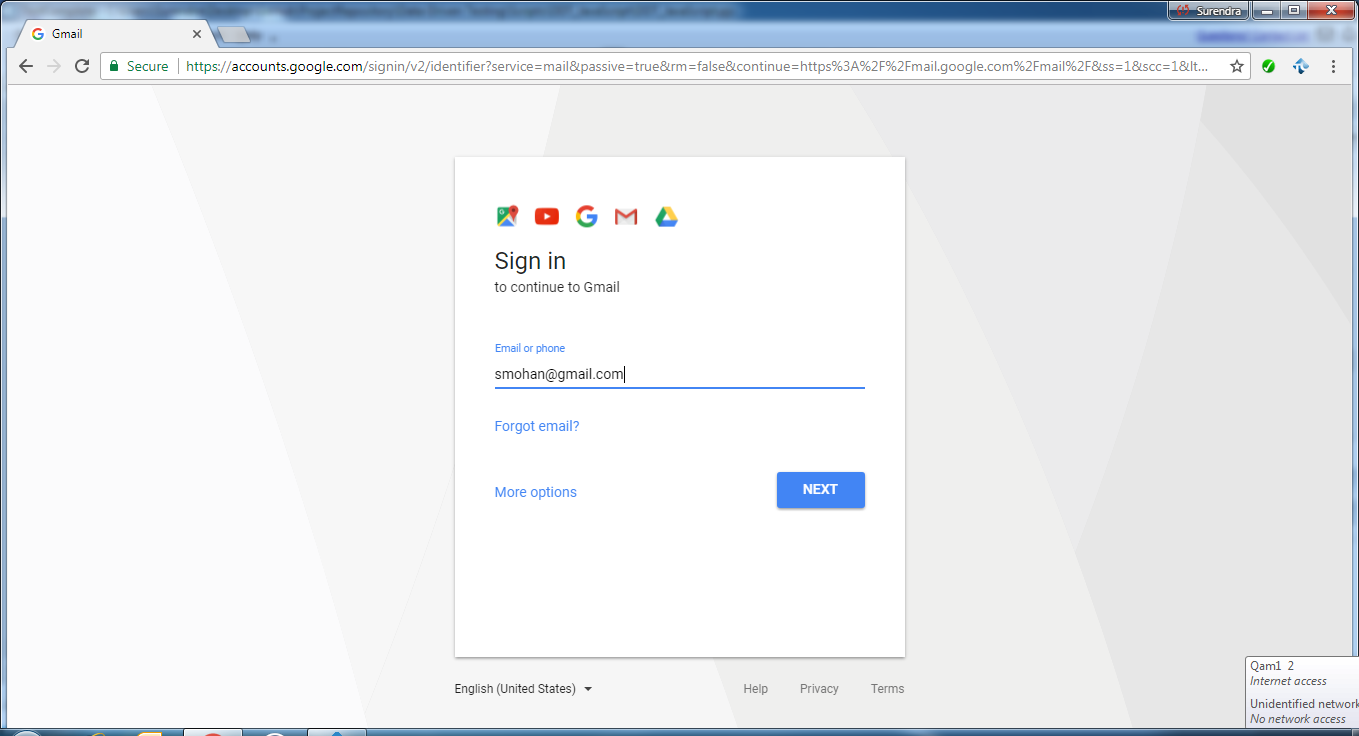 Surendra
Gmail
Secure
https://accounts.google.com/signin/v2/identifier?service=mail&passive=true&rm=false&continue=https%3A%2F%2Fmail.google.com%2Fmail%2F&ss=1&scc=1&lt...
Sign in
to continue to Gmail
Email or phone
smohan@gmail.com
Forgot email?
More options
NEXT
English (United States)
Help
Privacy
Terms
Qam1 2
Internet access
Unidentified network
No network access